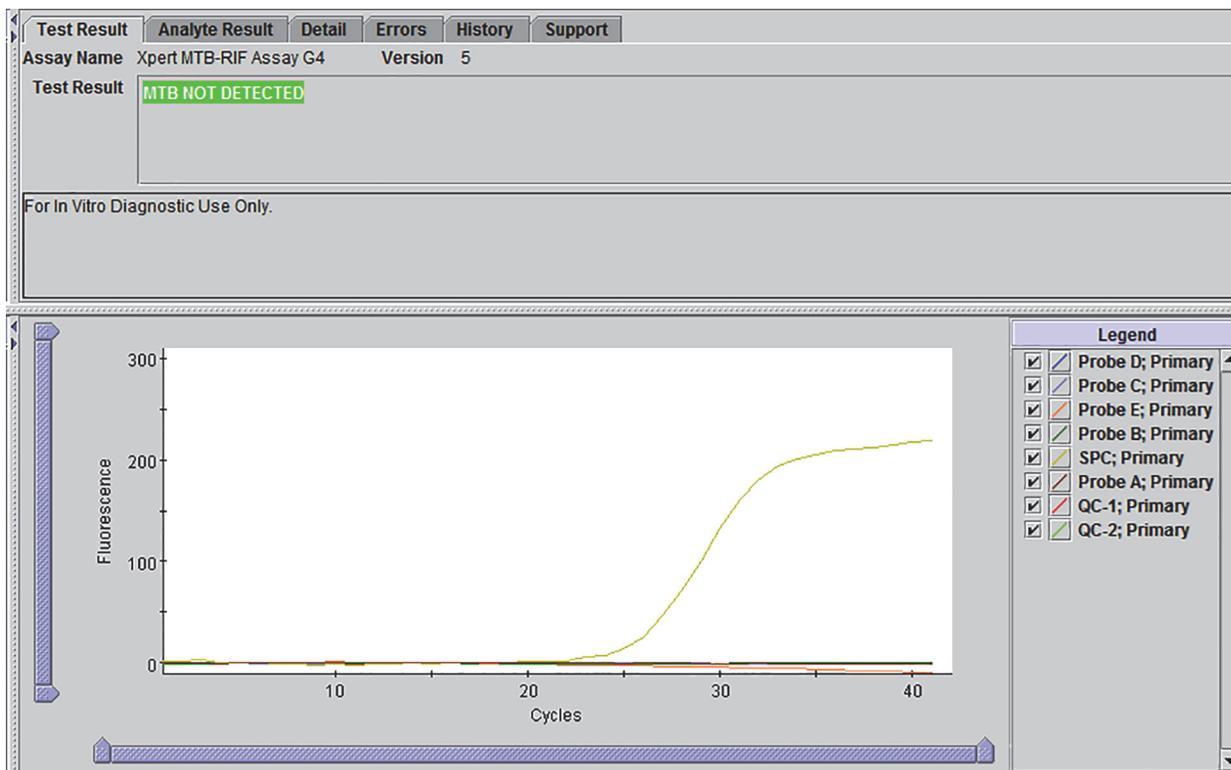 Test Result Analyte Result Detail Errors History Support
Assay Name Xpert MTB-RIF Assay G4 Version 5
Test Result MTB NOT DETECTED
For In Vitro Diagnostic Use Only.
Legend
Probe D; Primary
Probe C; Primary
Probe E; Primary
Probe B; Primary
SPC; Primary
Probe A; Primary
QC-1; Primary
QC-2; Primary
Fluorescence
300
200
100
0
10 20 30 40
Cycles